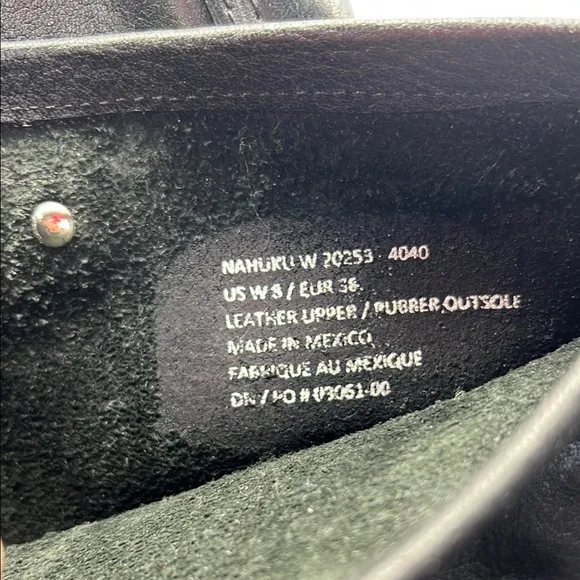 NAHUKU W 20253 - 4040
US W 8 / EUR 38
LEATHER UPPER / RUBBER OUTSOLE
MADE IN MEXICO
FABRIQUE AU MEXIQUE
DN / PO # 03061-00